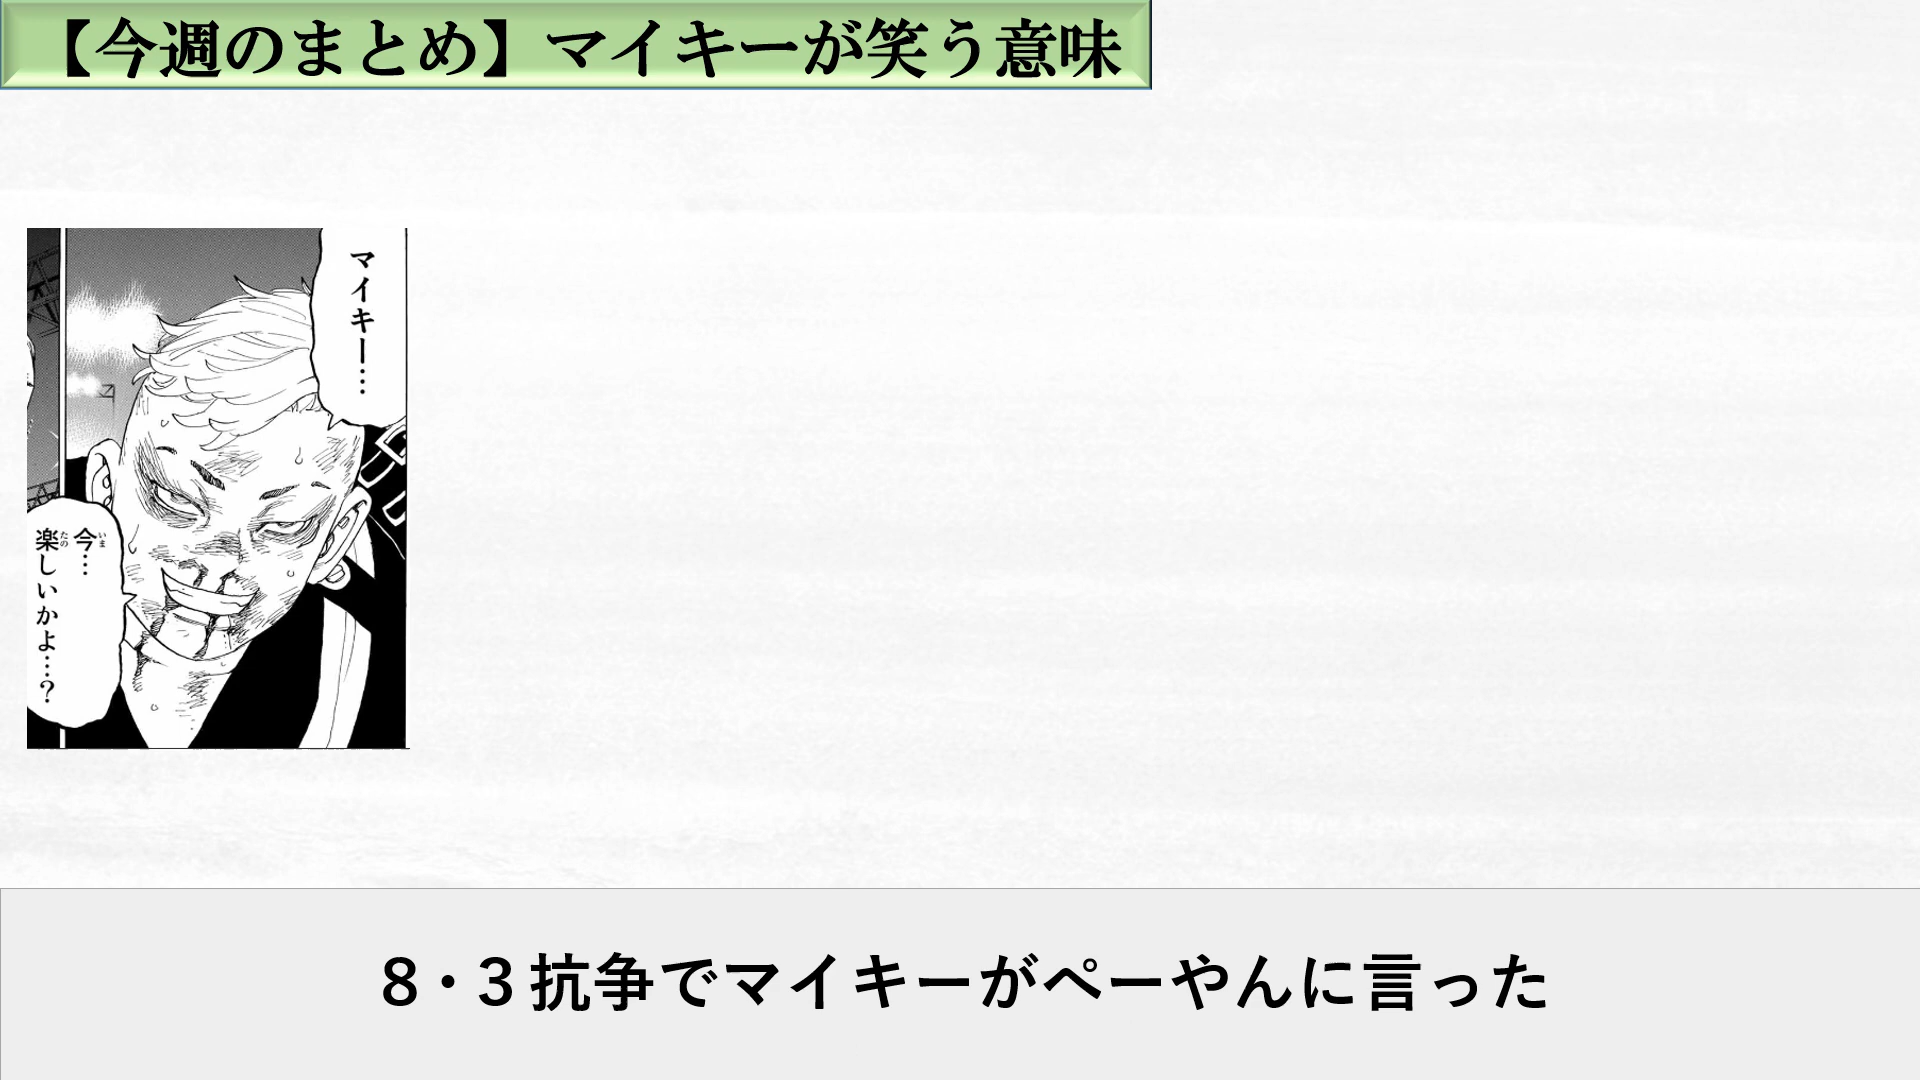 【今週のまとめ】マイキーが笑う意味
マイキー……
今…
楽しいかよ…？
8・3抗争でマイキーがぺーやんに言った